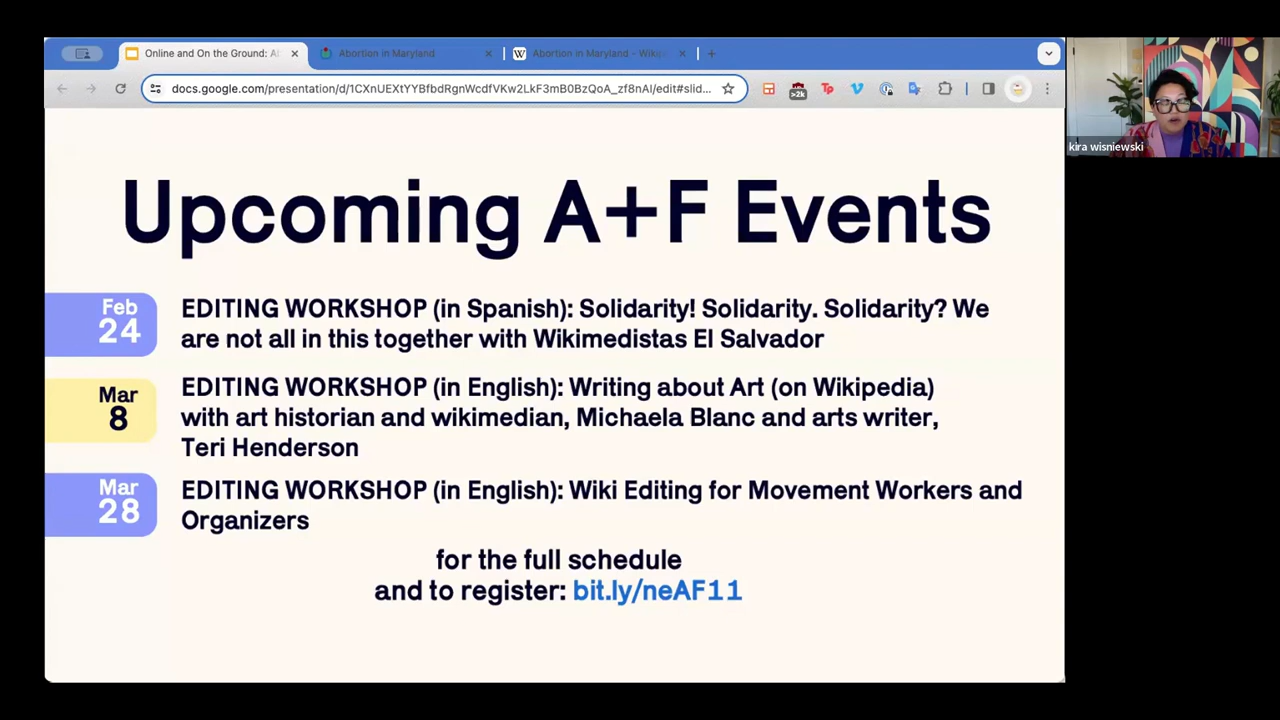 Online and On the Ground: A
Abortion in Maryland
Abortion in Maryland - Wikip
docs.google.com/presentation/d/1CXnUEXtYYBfbdRgnWcdfVKw2LkF3mB0BzQoA_zf8nAI/edit#slid...
>2k
kira wisniewski
Upcoming A+F Events
Feb
24
EDITING WORKSHOP (in Spanish): Solidarity! Solidarity. Solidarity? We
are not all in this together with Wikimedistas El Salvador
Mar
8
EDITING WORKSHOP (in English): Writing about Art (on Wikipedia)
with art historian and wikimedian, Michaela Blanc and arts writer,
Teri Henderson
Mar
28
EDITING WORKSHOP (in English): Wiki Editing for Movement Workers and
Organizers
for the full schedule
and to register: bit.ly/neAF11